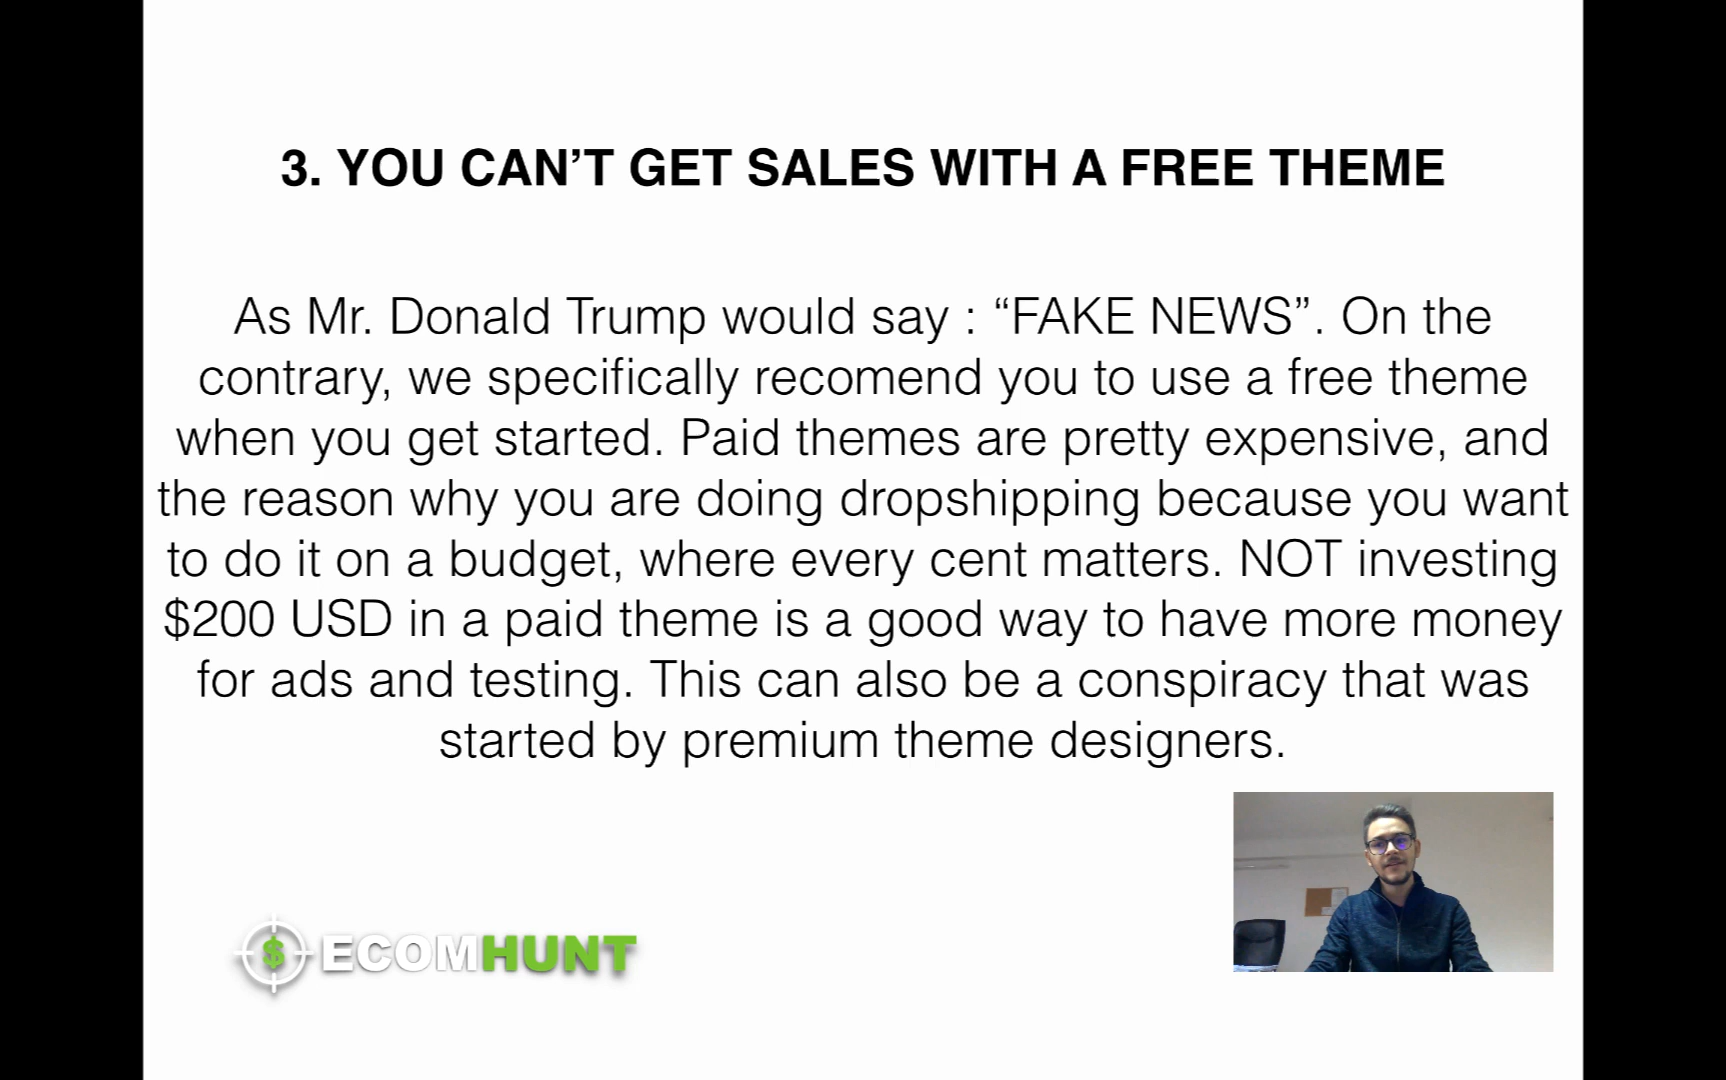 3. YOU CAN’T GET SALES WITH A FREE THEME
As Mr. Donald Trump would say : “FAKE NEWS”. On the
contrary, we specifically recomend you to use a free theme
when you get started. Paid themes are pretty expensive, and
the reason why you are doing dropshipping because you want
to do it on a budget, where every cent matters. NOT investing
$200 USD in a paid theme is a good way to have more money
for ads and testing. This can also be a conspiracy that was
started by premium theme designers.
$ ECOMHUNT